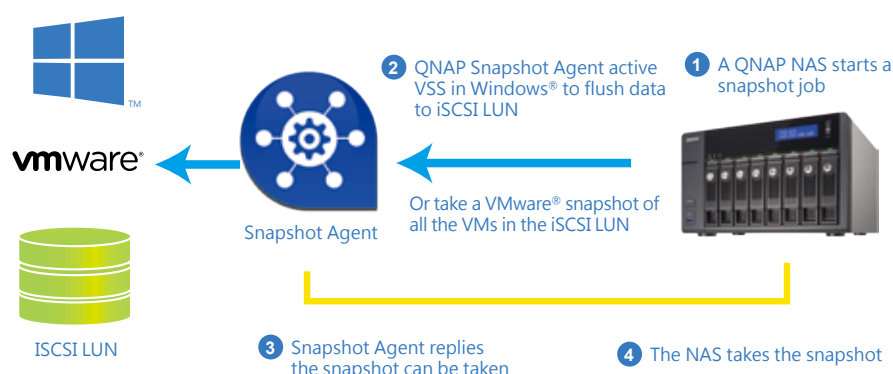 TM
vmware®
ISCSI LUN
Snapshot Agent
2 QNAP Snapshot Agent active
VSS in Windows® to flush data
to iSCSI LUN
Or take a VMware® snapshot of
all the VMs in the iSCSI LUN
1 A QNAP NAS starts a
snapshot job
3 Snapshot Agent replies
the snapshot can be taken
4 The NAS takes the snapshot